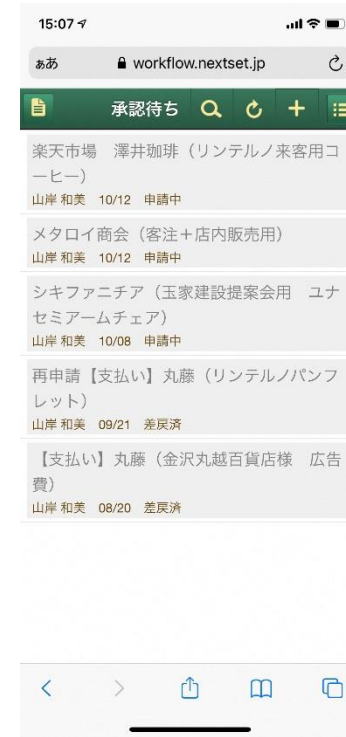 15:07
ぁあ workflow.nextset.jp
承認待ち
楽天市場　澤井珈琲（リンテルノ来客用コ
ーヒー）
山岸 和美 10/12 申請中
メタロイ商会（客注＋店内販売用）
山岸 和美 10/12 申請中
シキファニチア（玉家建設提案会用　ユナ
セミアームチェア）
山岸 和美 10/08 申請中
再申請【支払い】丸藤（リンテルノパンフ
レット）
山岸 和美 09/21 差戻済
【支払い】丸藤（金沢丸越百貨店様　広告
費）
山岸 和美 08/20 差戻済